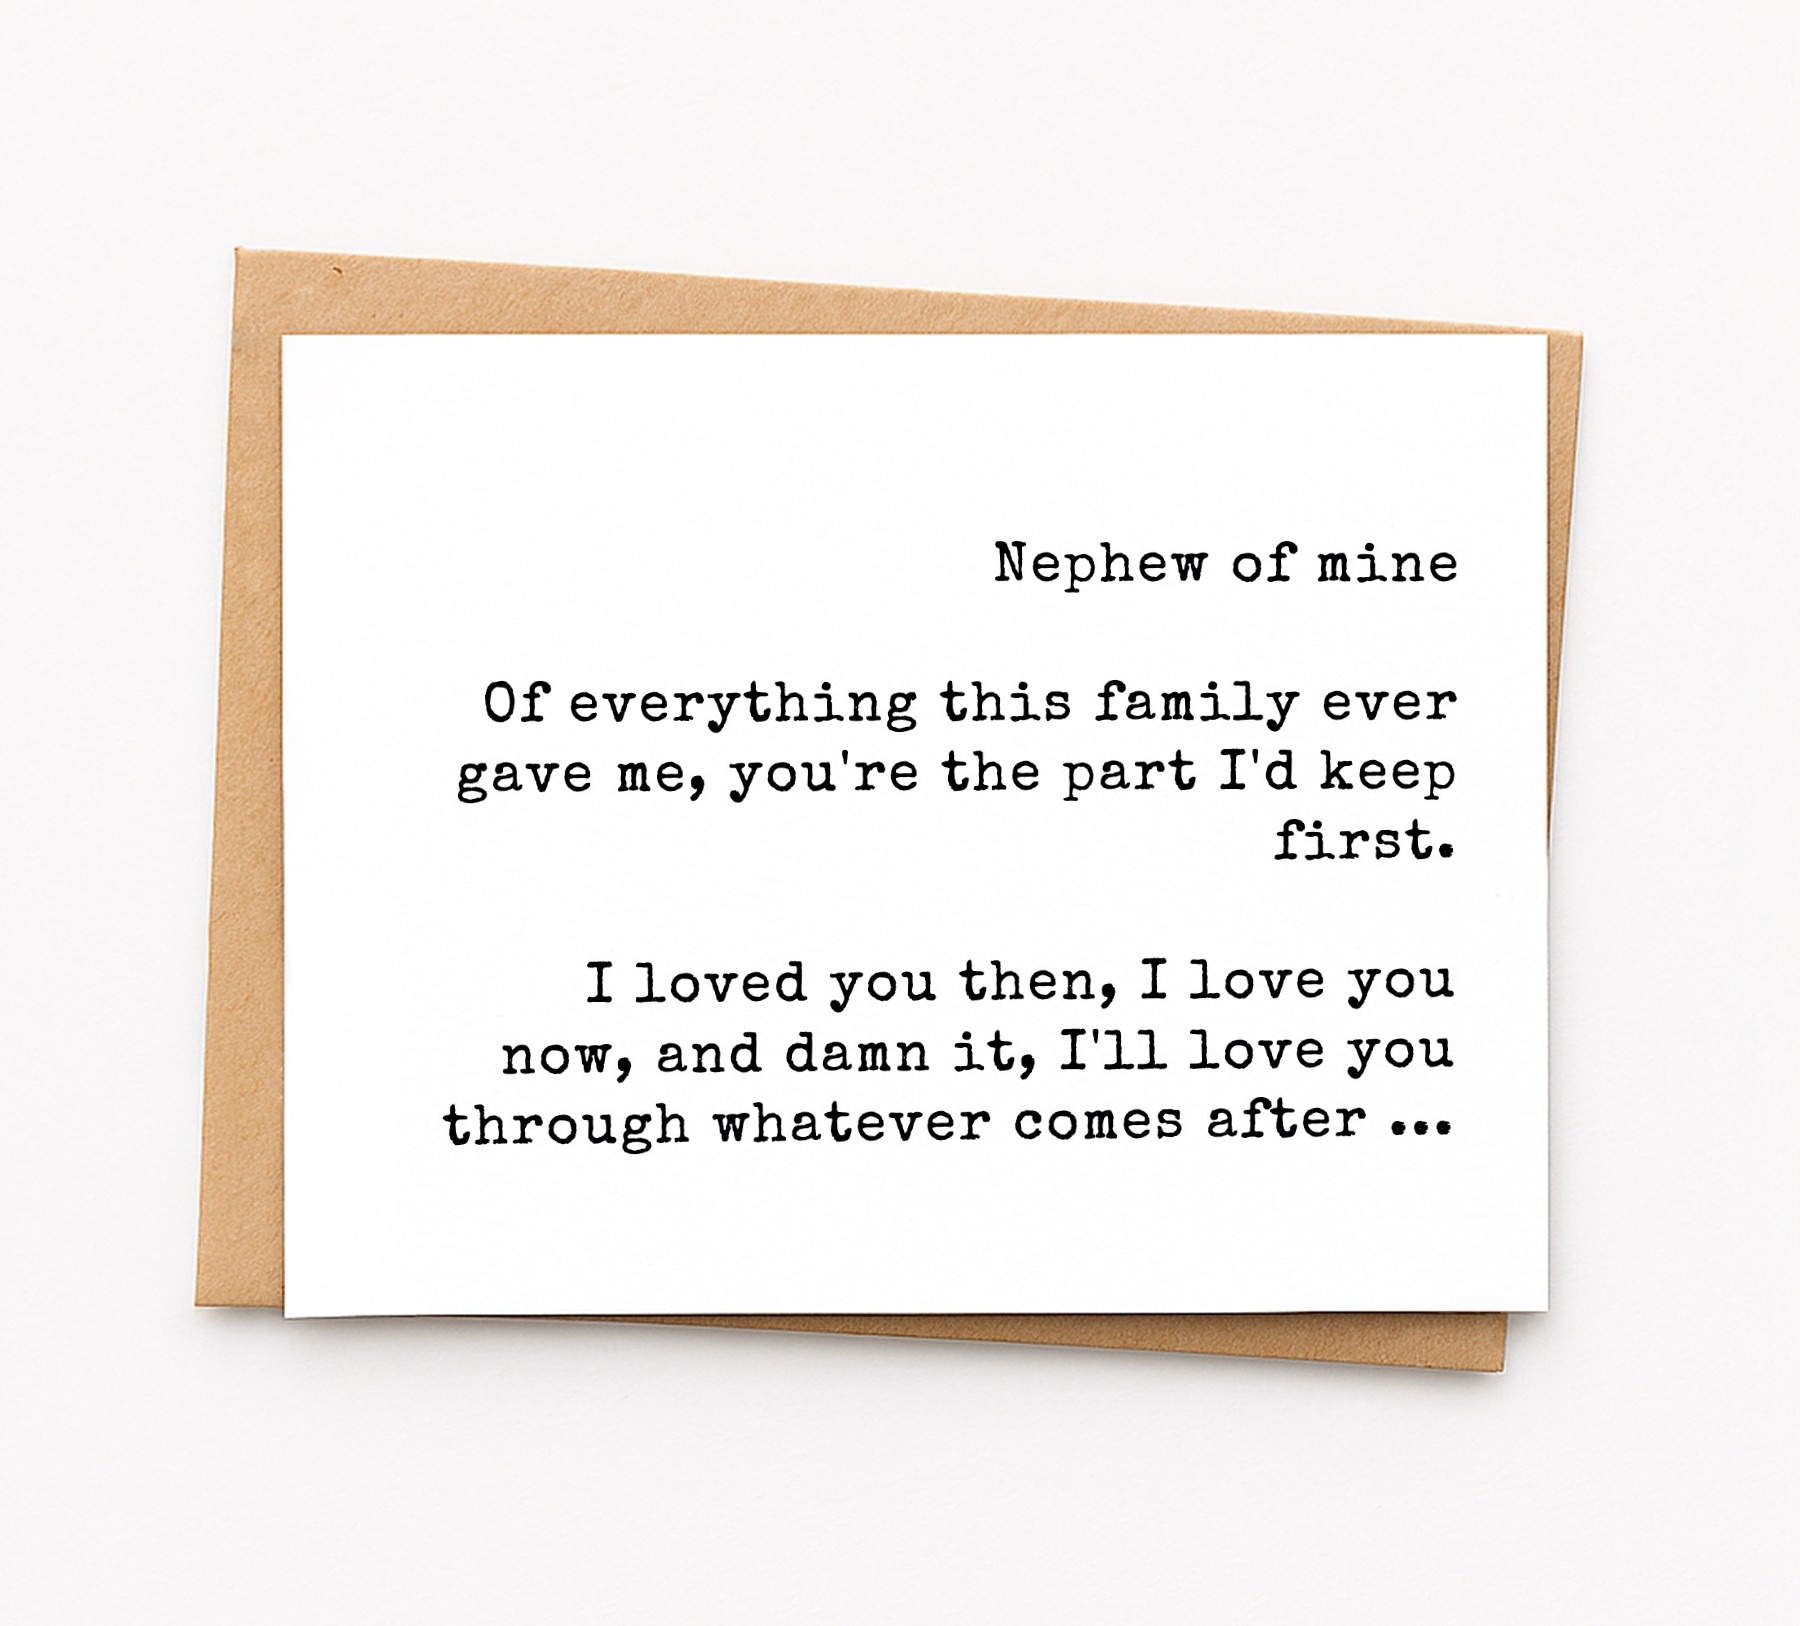 Nephew of mine
Of everything this family ever
gave me, you're the part I'd keep
first.
I loved you then, I love you
now, and damn it, I'll love you
through whatever comes after ...